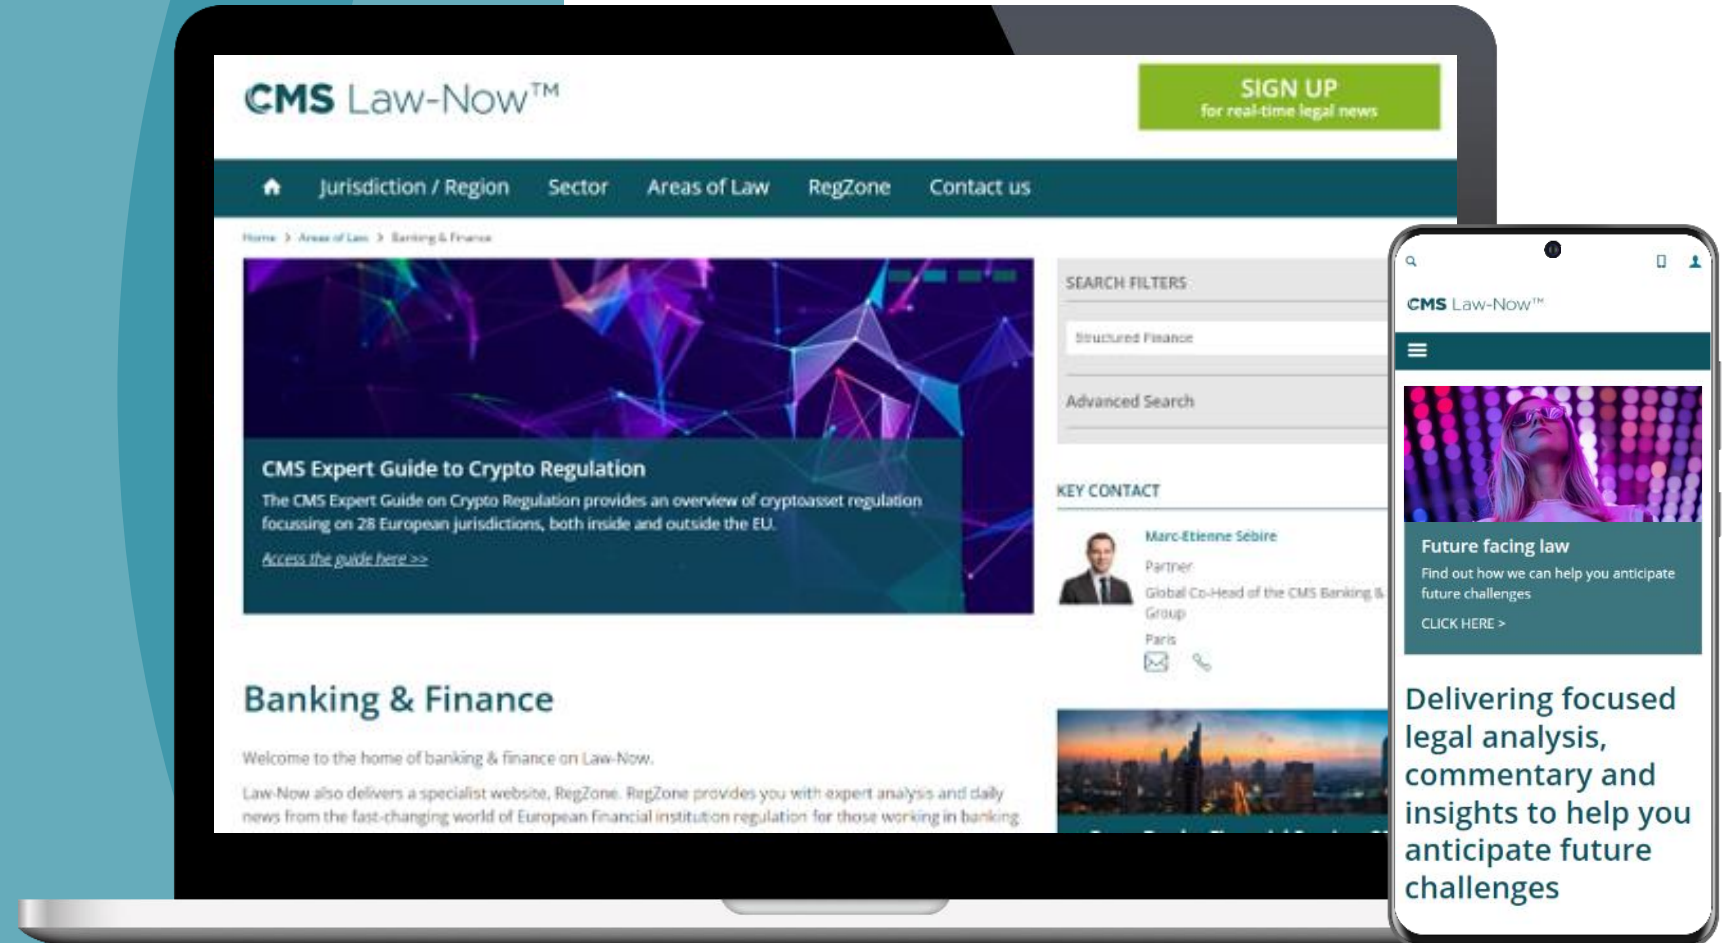 CMS Law-Now™
SIGN UP
for real-time legal news
Jurisdiction / Region Sector Areas of Law RegZone Contact us
Home > Areas of Law > Banking & Finance
CMS Expert Guide to Crypto Regulation
The CMS Expert Guide on Crypto Regulation provides an overview of cryptoasset regulation
focussing on 28 European jurisdictions, both inside and outside the EU.
Access the guide here >>
Banking & Finance
Welcome to the home of banking & finance on Law-Now.
Law-Now also delivers a specialist website, RegZone. RegZone provides you with expert analysis and daily
news from the fast-changing world of European financial institution regulation for those working in banking
SEARCH FILTERS
Structured Finance
Advanced Search
KEY CONTACT
Marc-Etienne Sébire
Partner
Global Co-Head of the CMS Banking &
Group
Paris
CMS Law-Now™
Future facing law
Find out how we can help you anticipate
future challenges
CLICK HERE >
Delivering focused
legal analysis,
commentary and
insights to help you
anticipate future
challenges